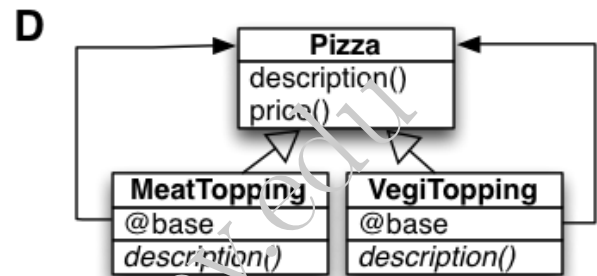 D
Pizza
description()
price()
MeatTopping
@base
description()
VegiTopping
@base
description()